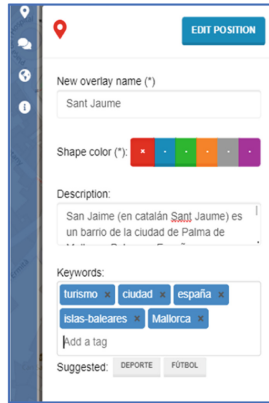 EDIT POSITION
New overlay name (*)
Sant Jaume
Shape color (*):
Description:
San Jaime (en catalán Sant Jaume) es
un barrio de la ciudad de Palma de
Keywords:
turismo × ciudad × españa ×
islas-baleares × Mallorca ×
Add a tag
Suggested: DEPORTE FÚTBOL